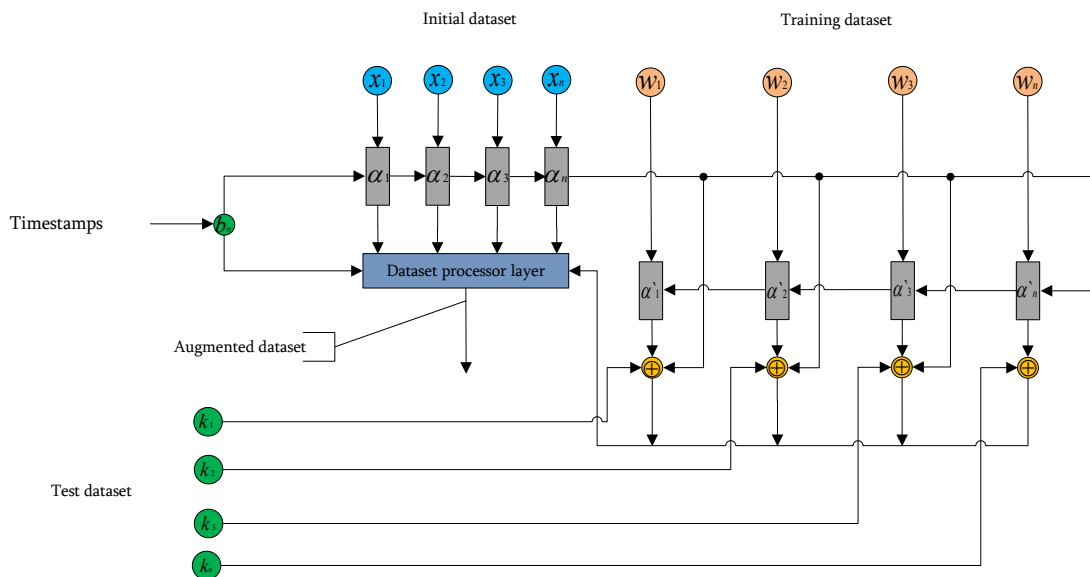 Initial dataset
Training dataset
x₁ x₂ x₃ xₙ w₁ w₂ w₃ wₙ
α₁ α₂ α₃ αₙ
Timestamps
bₙ
Dataset processor layer
α`₁ α`₂ α`₃ α`ₙ
Augmented dataset
k₁
k₂
Test dataset
k₃
kₙ